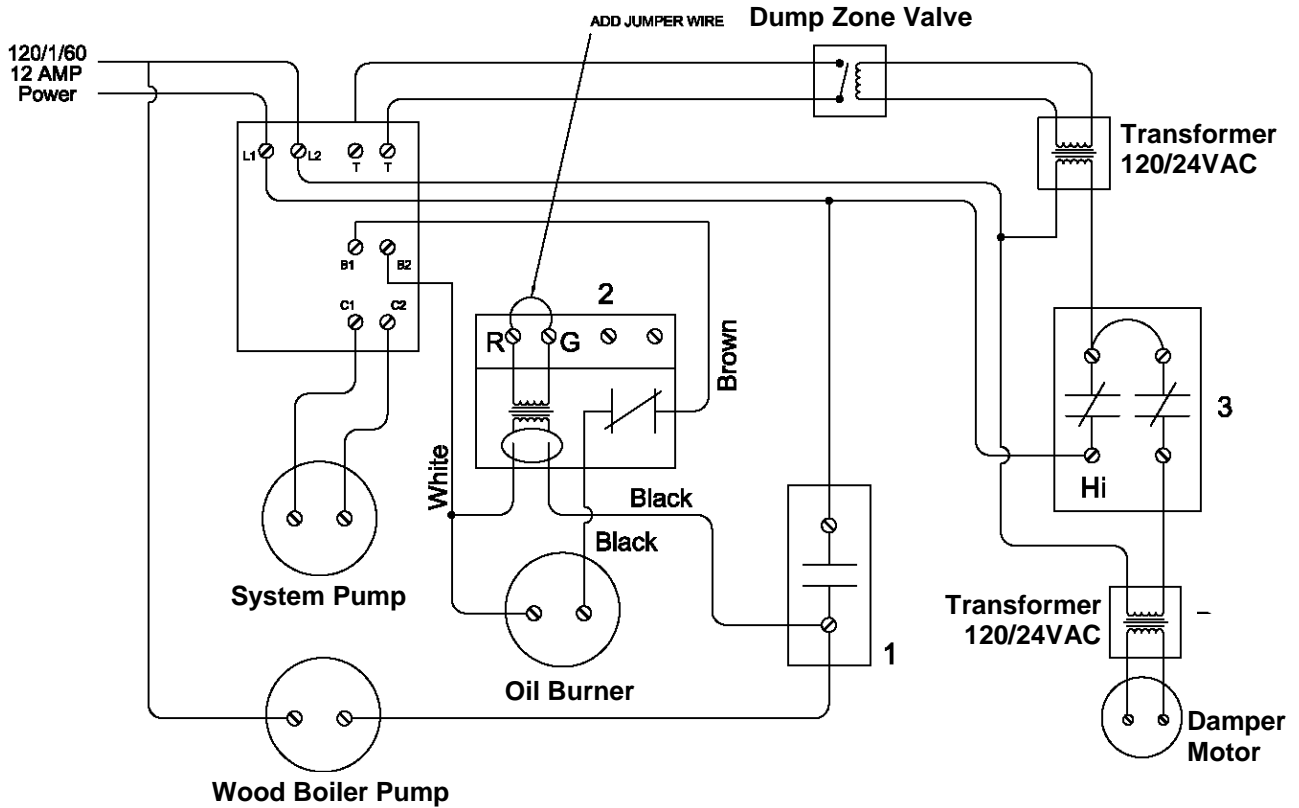 ADD JUMPER WIRE
Dump Zone Valve
120/1/60
12 AMP
Power
Transformer
120/24VAC
L1
L2
T
T
B1
B2
C1
C2
2
R
G
Brown
3
Hi
White
Black
Black
System Pump
Transformer
120/24VAC
1
Oil Burner
Damper
Motor
Wood Boiler Pump